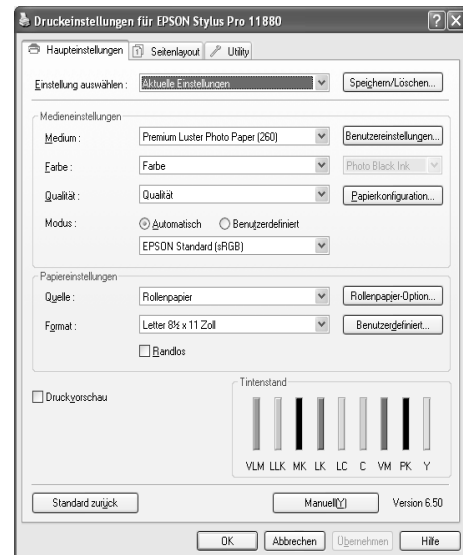 Druckeinstellungen für EPSON Stylus Pro 11880
Haupteinstellungen Seitenlayout Utility
Einstellung auswählen : Aktuelle Einstellungen Speichern/Löschen...
Medieneinstellungen
Medium : Premium Luster Photo Paper (260) Benutzereinstellungen...
Farbe : Farbe Photo Black Ink
Qualität : Qualität Papierkonfiguration...
Modus : Automatisch Benutzerdefiniert
EPSON Standard (sRGB)
Papiereinstellungen
Quelle : Rollenpapier Rollenpapier-Option...
Format : Letter 8½ x 11 Zoll Benutzerdefiniert...
Randlos
Druckvorschau
Tintenstand
VLM LLK MK LK LC C VM PK Y
Standard zurück Manuell(Y) Version 6.50
OK Abbrechen Übernehmen Hilfe